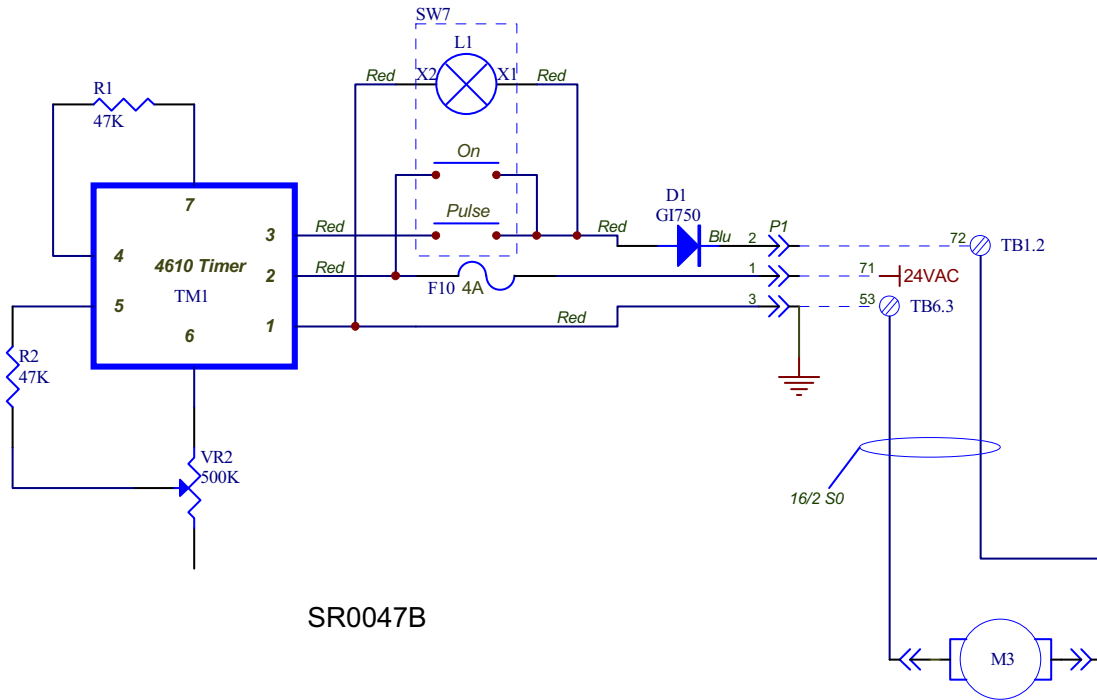 SW7
L1
Red X2 X1 Red
R1
47K
On
7
D1
GI750
Pulse
3 Red
Blu 2 P1 72 TB1.2
4
4610 Timer
2 Red
TM1
F10 4A
1 71 24VAC
5
3 53 TB6.3
6
1
Red
R2
47K
VR2
500K
16/2 S0
SR0047B
M3